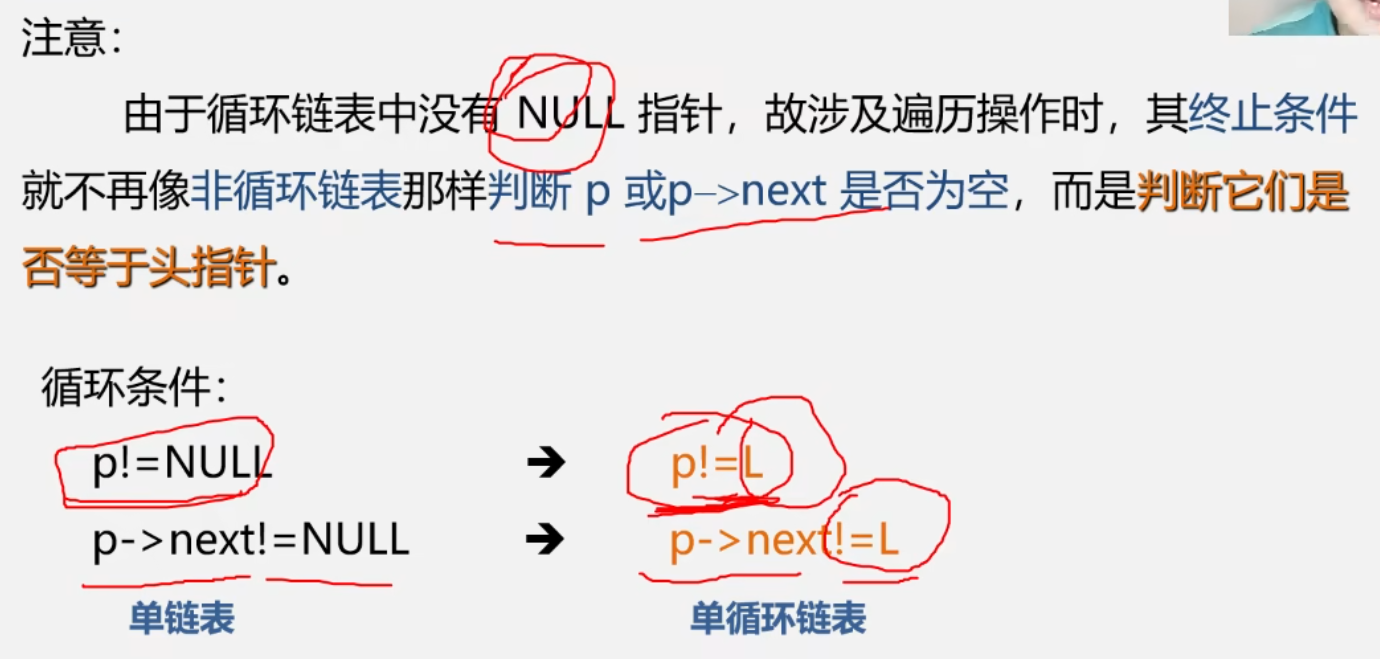 注意：
由于循环链表中没有 NULL 指针，故涉及遍历操作时，其终止条件
就不再像非循环链表那样判断 p 或p–>next 是否为空，而是判断它们是
否等于头指针。
循环条件：
p!=NULL ➔ p!=L
p->next!=NULL ➔ p->next!=L
单链表 单循环链表